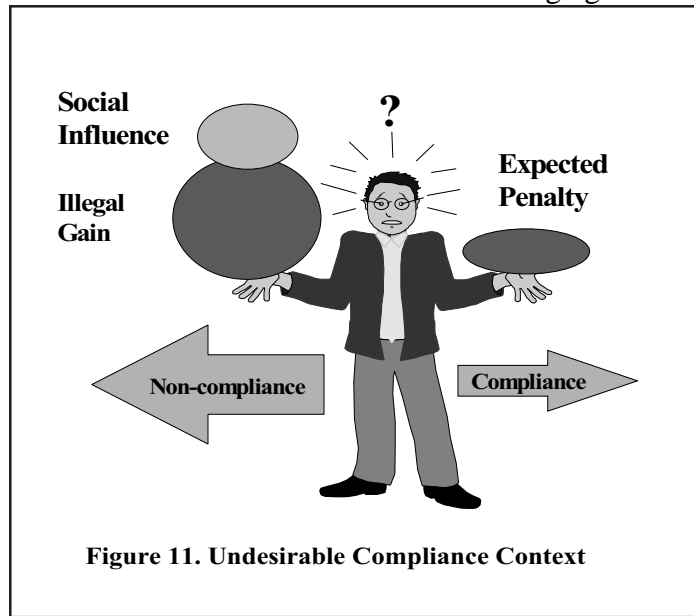 Social
Influence
Illegal
Gain
?
Expected
Penalty
Non-compliance
Compliance
Figure 11. Undesirable Compliance Context